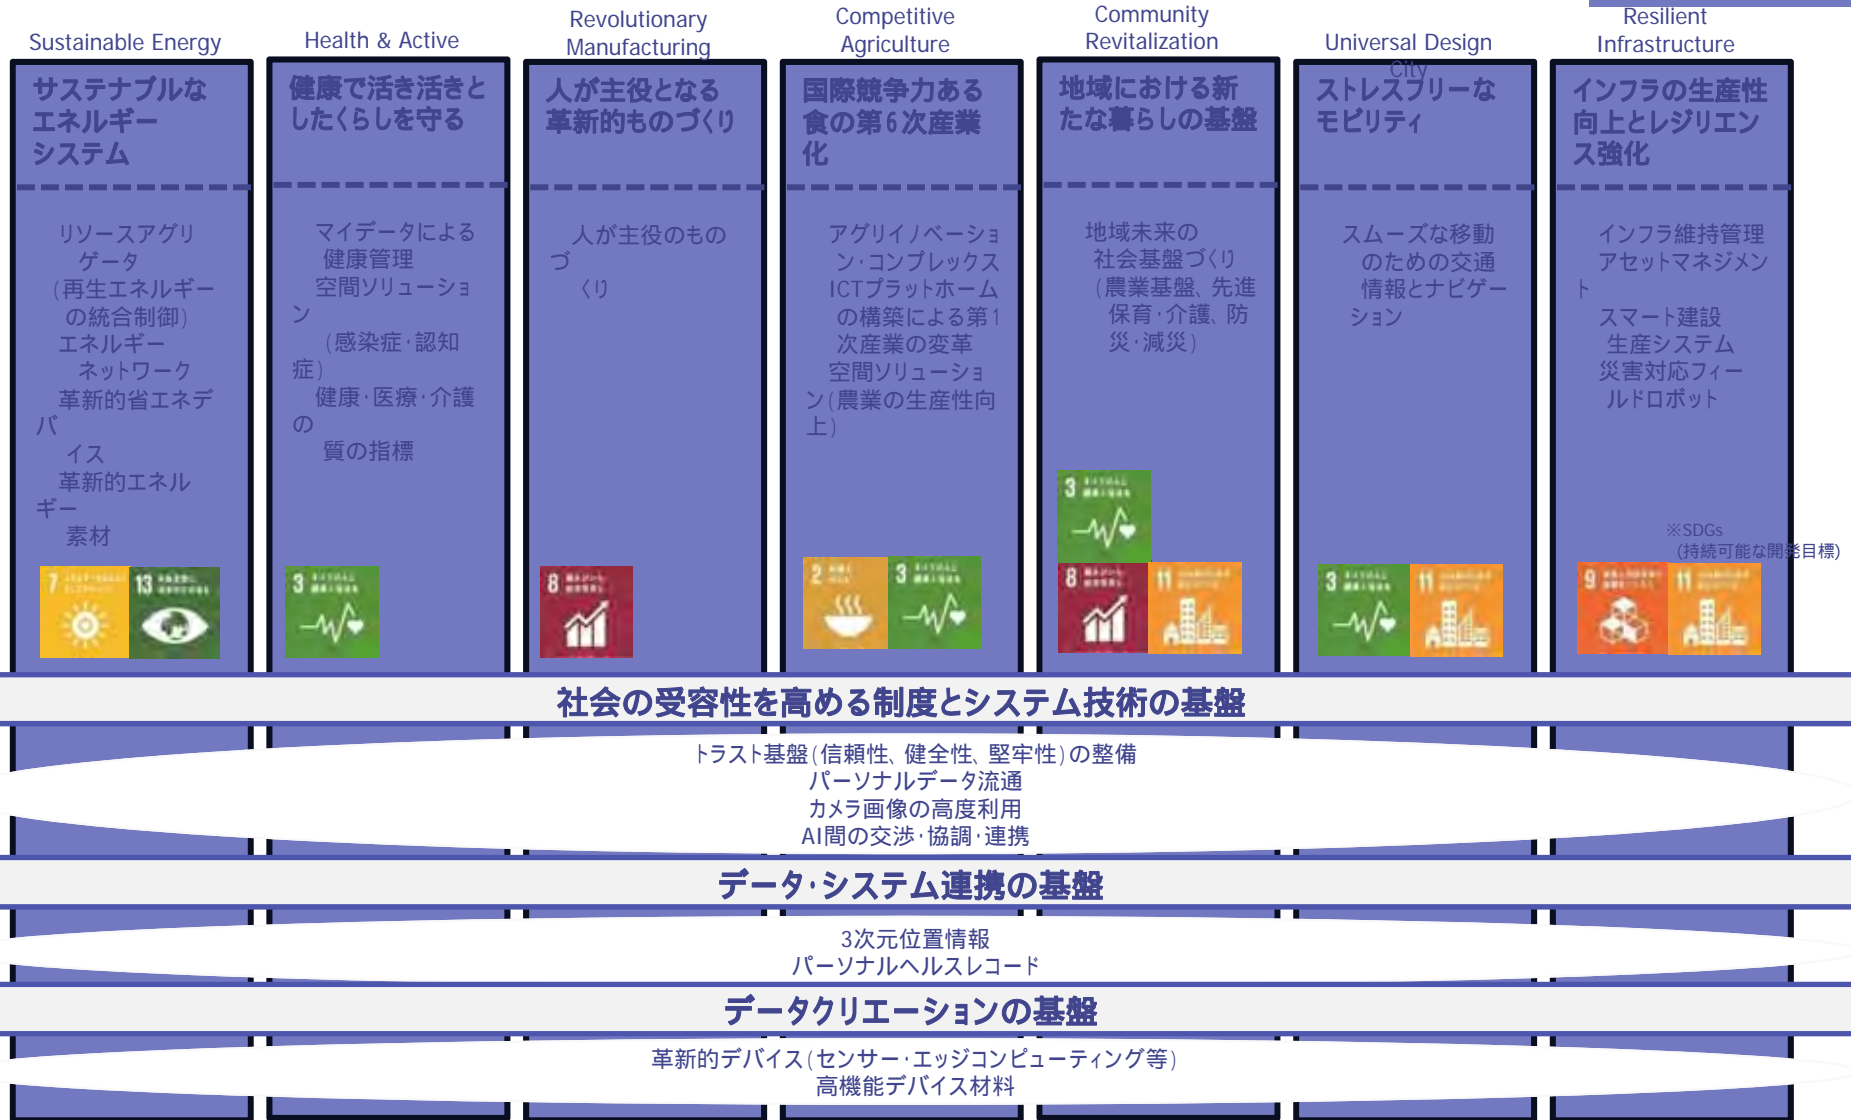 Sustainable Energy
サステナブルな
エネルギー
システム
リソースアグリ
ゲータ
(再生エネルギー
の統合制御)
エネルギー
ネットワーク
革新的省エネデ
バ
イス
革新的エネル
ギー
素材
7
13
Health & Active
健康で活き活きと
したくらしを守る
マイデータによる
健康管理
空間ソリューショ
ン
(感染症・認知
症)
健康・医療・介護
の
質の指標
3
Revolutionary
Manufacturing
人が主役となる
革新的ものづくり
人が主役のもの
づ
くり
8
Competitive
Agriculture
国際競争力ある
食の第6次産業
化
アグリイノベーショ
ン・コンプレックス
ICTプラットホーム
の構築による第1
次産業の変革
空間ソリューショ
ン(農業の生産性向
上)
2
3
Community
Revitalization
地域における新
たな暮らしの基盤
地域未来の
社会基盤づくり
(農業基盤、先進
保育・介護、防
災・減災)
3
8
11
Universal Design
City
ストレスフリーな
モビリティ
スムーズな移動
のための交通
情報とナビゲー
ション
3
11
Resilient
Infrastructure
インフラの生産性
向上とレジリエン
ス強化
インフラ維持管理
アセットマネジメン
ト
スマート建設
生産システム
災害対応フィー
ルドロボット
※SDGs
(持続可能な開発目標)
9
11
社会の受容性を高める制度とシステム技術の基盤
トラスト基盤(信頼性、健全性、堅牢性)の整備
パーソナルデータ流通
カメラ画像の高度利用
AI間の交渉・協調・連携
データ・システム連携の基盤
3次元位置情報
パーソナルヘルスレコード
データクリエーションの基盤
革新的デバイス(センサー・エッジコンピューティング等)
高機能デバイス材料